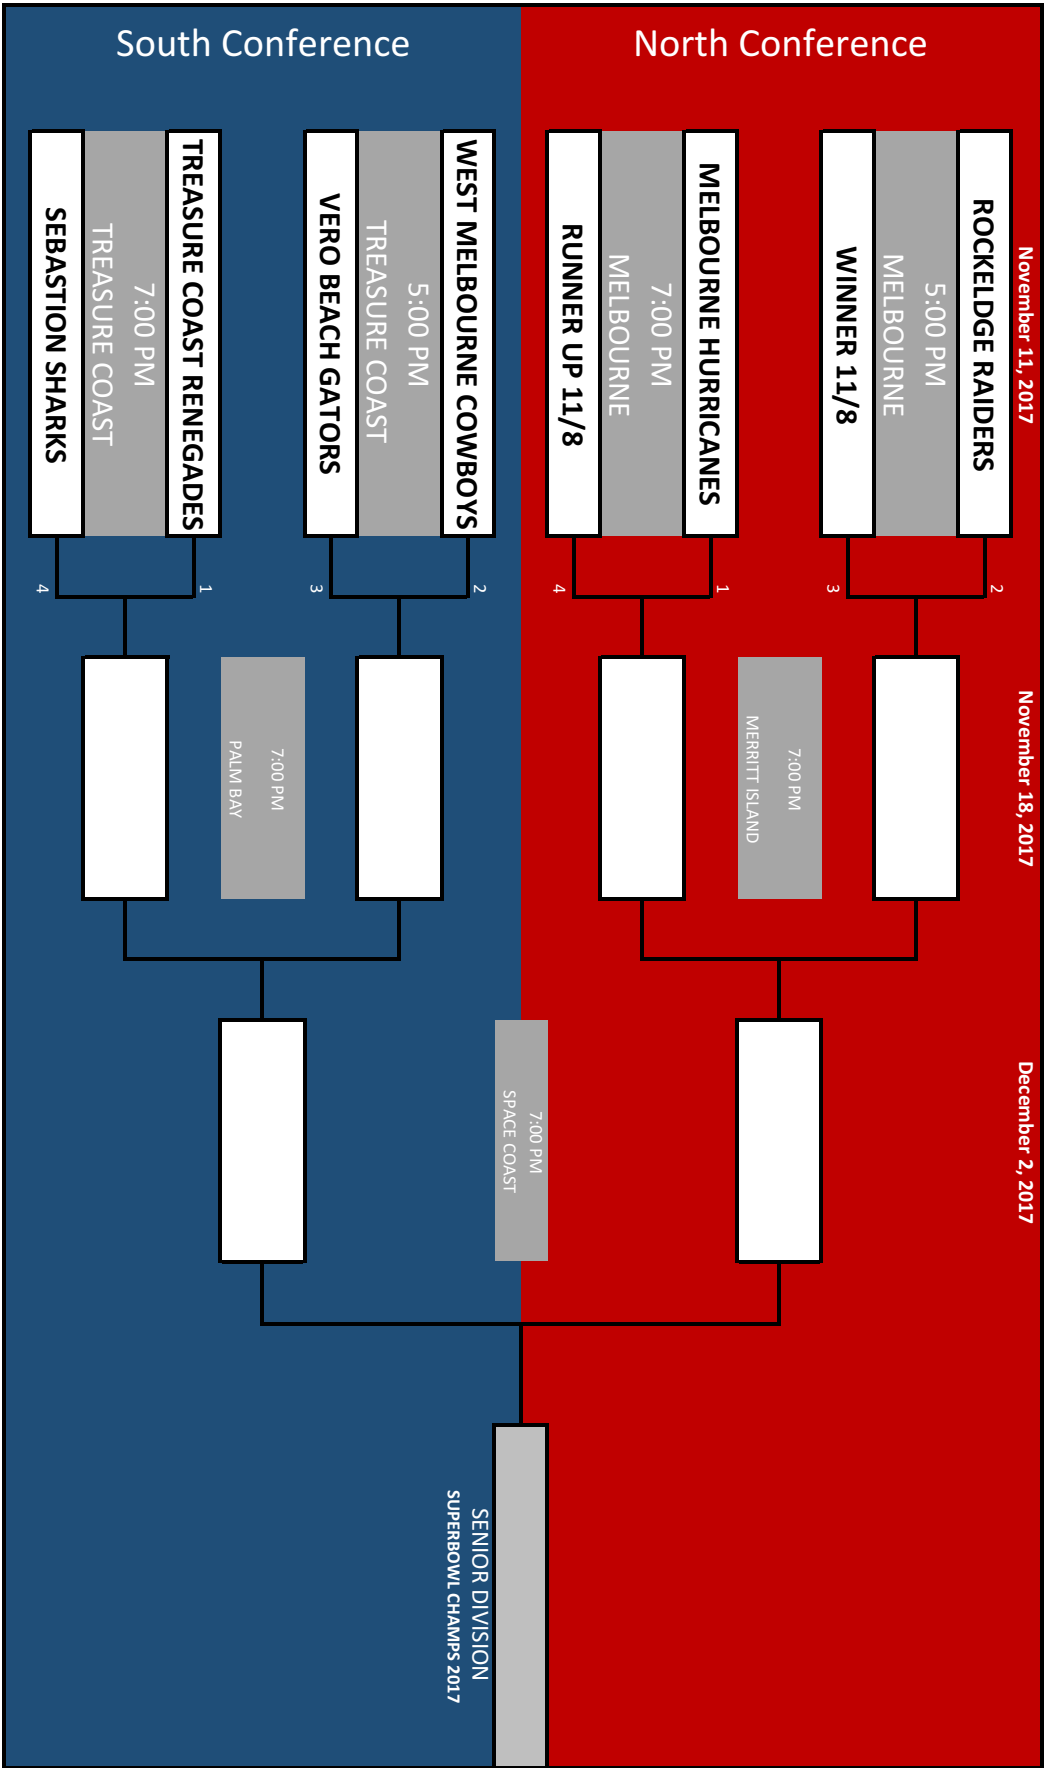 November 11, 2017
November 18, 2017
December 2, 2017
North Conference
ROCKELDGE RAIDERS
2
5:00 PM
MELBOURNE
WINNER 11/8
3
7:00 PM
MERRITT ISLAND
MELBOURNE HURRICANES
1
7:00 PM
MELBOURNE
RUNNER UP 11/8
4
7:00 PM
SPACE COAST
SENIOR DIVISION
SUPERBOWL CHAMPS 2017
South Conference
WEST MELBOURNE COWBOYS
2
5:00 PM
TREASURE COAST
VERO BEACH GATORS
3
7:00 PM
PALM BAY
TREASURE COAST RENEGADES
1
7:00 PM
TREASURE COAST
SEBASTION SHARKS
4